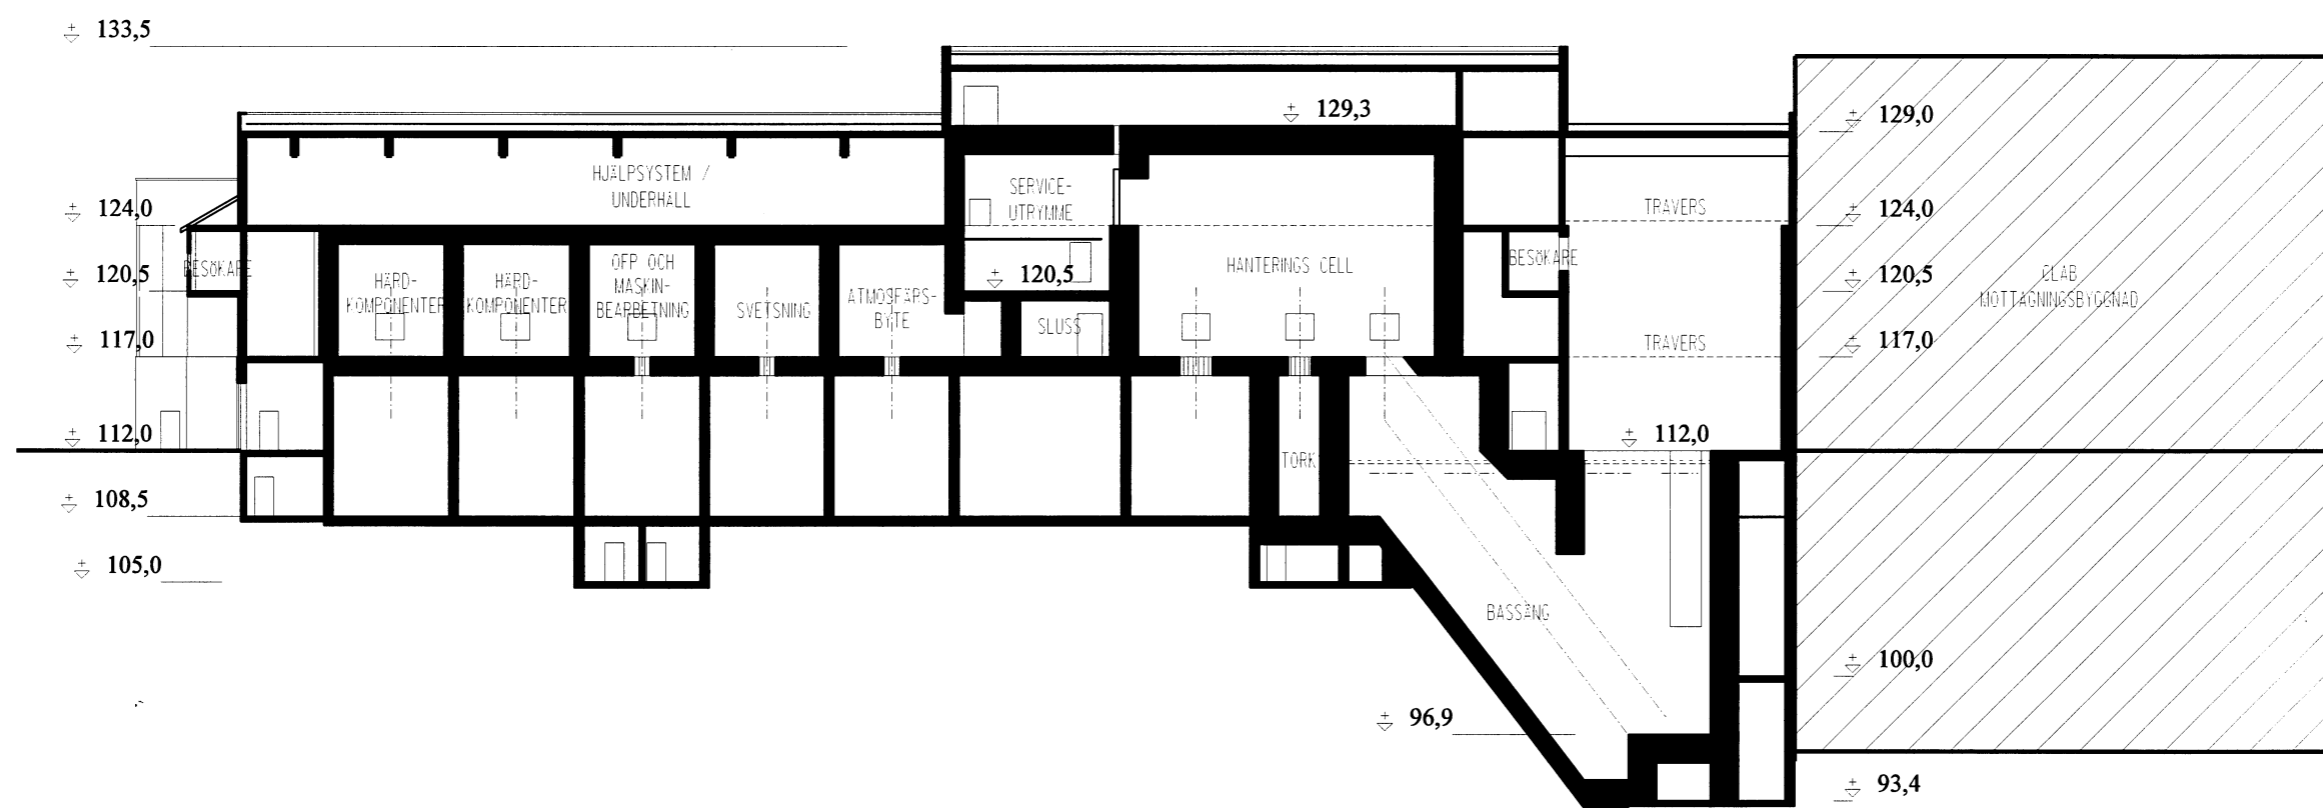 133,5
129,3
129,0
HJÄLPSYSTEM /
UNDERHÅLL
SERVICE-
UTRYMME
124,0
TRAVERS
124,0
BESÖKARE
120,5
HÄRD-
KOMPONENTER
HÄRD-
KOMPONENTER
OFP OCH
MASKIN-
BEARBETNING
SVETSNING
ATMOSFÄRS-
BYTE
120,5
SLUSS
HANTERINGS CELL
BESÖKARE
120,5
CLAB
MOTTAGNINGSBYGGNAD
117,0
TRAVERS
117,0
112,0
112,0
TORK
108,5
105,0
BASSÄNG
100,0
96,9
93,4